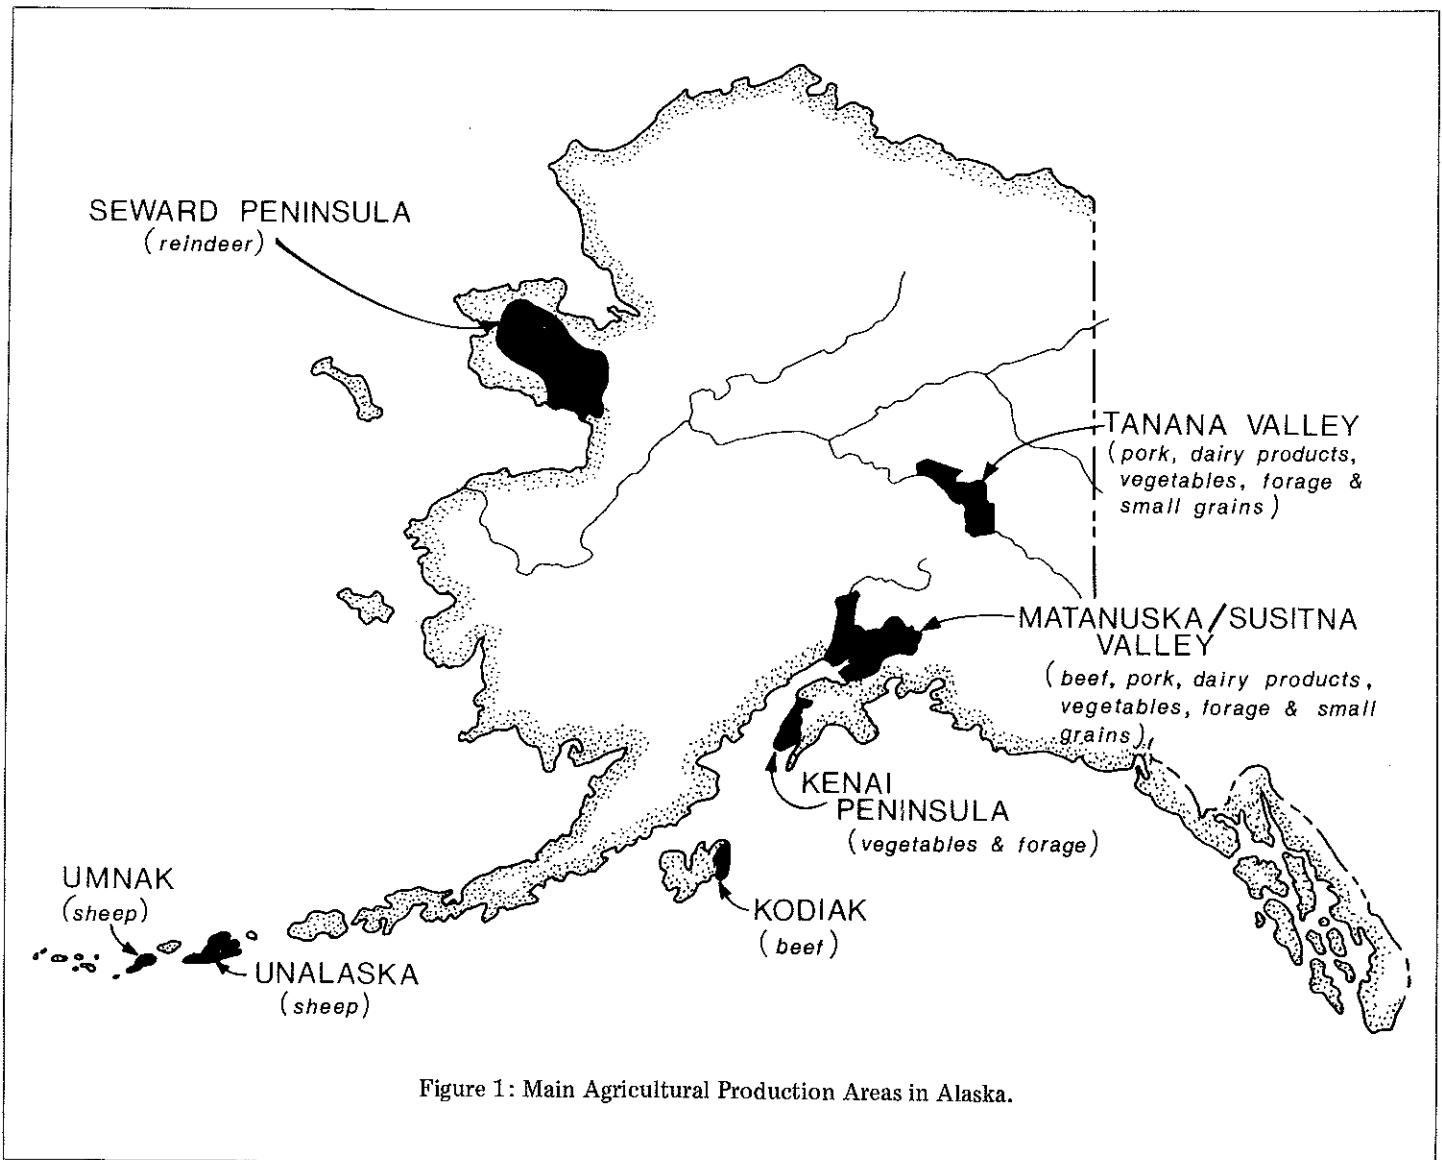 SEWARD PENINSULA
(reindeer)
TANANA VALLEY
(pork, dairy products,
vegetables, forage &
small grains)
MATANUSKA/SUSITNA
VALLEY
(beef, pork, dairy products,
vegetables, forage & small
grains)
KENAI
PENINSULA
(vegetables & forage)
UMNAK
(sheep)
KODIAK
(beef)
UNALASKA
(sheep)
Figure 1: Main Agricultural Production Areas in Alaska.